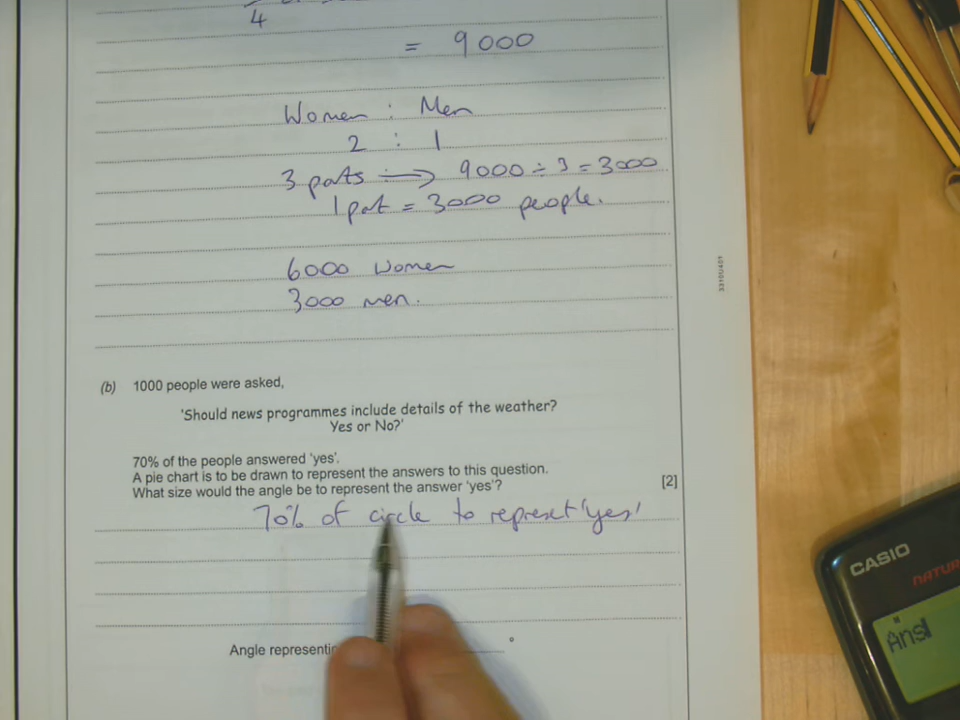 4
= 9000
Women : Men
2 : 1
3 parts → 9000 ÷ 3 = 3000
1 part = 3000 people.
6000 women
3000 men.
(b) 1000 people were asked,
'Should news programmes include details of the weather?
Yes or No?'
70% of the people answered 'yes'.
A pie chart is to be drawn to represent the answers to this question.
What size would the angle be to represent the answer 'yes'? [2]
70% of circle to represent 'yes'
Angle °
CASIO
Ans